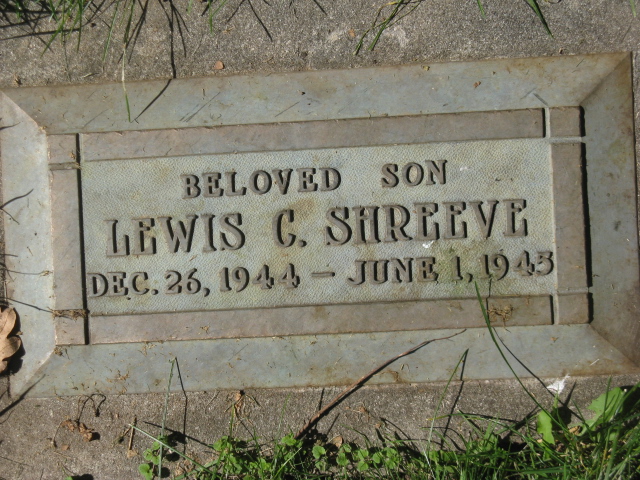 BELOVED SON
LEWIS C. SHREEVE
DEC. 26, 1944 – JUNE 1, 1945